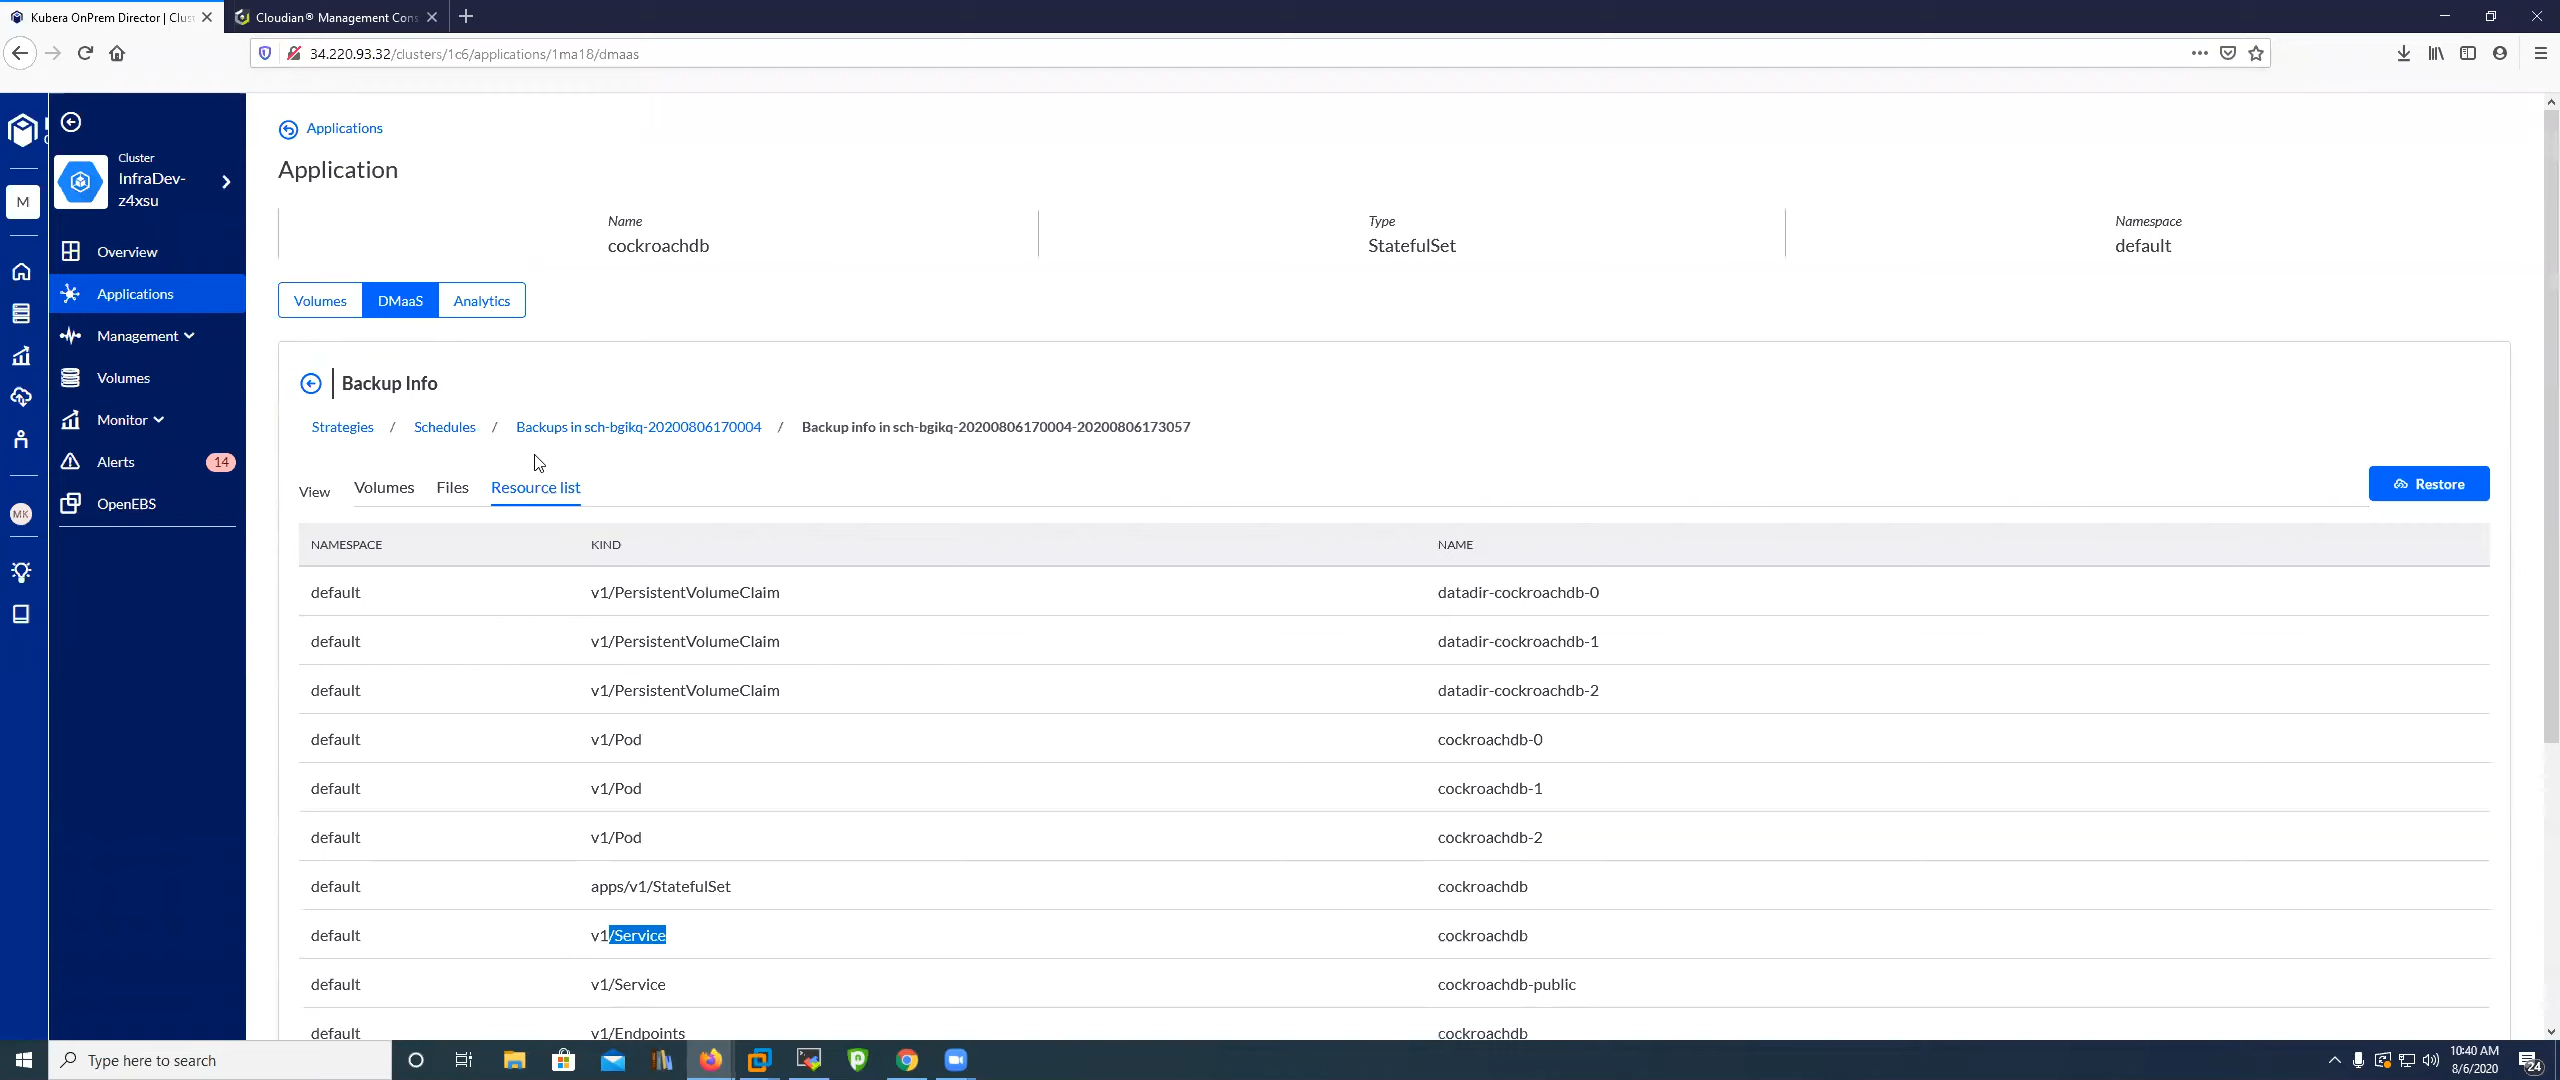 Kubera OnPrem Director | Clus
Cloudian® Management Cons
34.220.93.32/clusters/1c6/applications/1ma18/dmaas
Cluster
InfraDev-
z4xsu
M
Overview
Applications
Management
Volumes
Monitor
Alerts 14
OpenEBS
MK
Applications
Application
Name
cockroachdb
Type
StatefulSet
Namespace
default
Volumes DMaaS Analytics
Backup Info
Strategies / Schedules / Backups in sch-bgikq-20200806170004 / Backup info in sch-bgikq-20200806170004-20200806173057
View Volumes Files Resource list
Restore
NAMESPACE KIND NAME
default v1/PersistentVolumeClaim datadir-cockroachdb-0
default v1/PersistentVolumeClaim datadir-cockroachdb-1
default v1/PersistentVolumeClaim datadir-cockroachdb-2
default v1/Pod cockroachdb-0
default v1/Pod cockroachdb-1
default v1/Pod cockroachdb-2
default apps/v1/StatefulSet cockroachdb
default v1/Service cockroachdb
default v1/Service cockroachdb-public
default v1/Endpoints cockroachdb
Type here to search
10:40 AM
8/6/2020
24